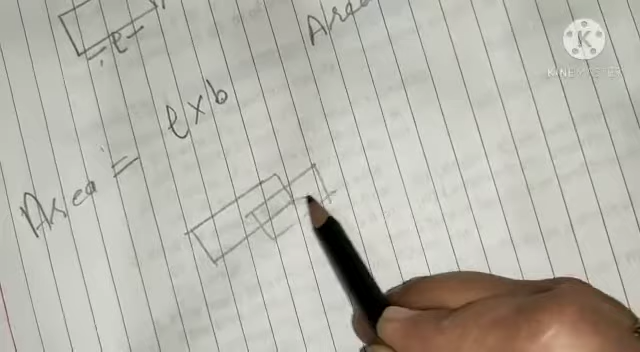 -l-
Area
Area = l×b
K
KINEMASTER